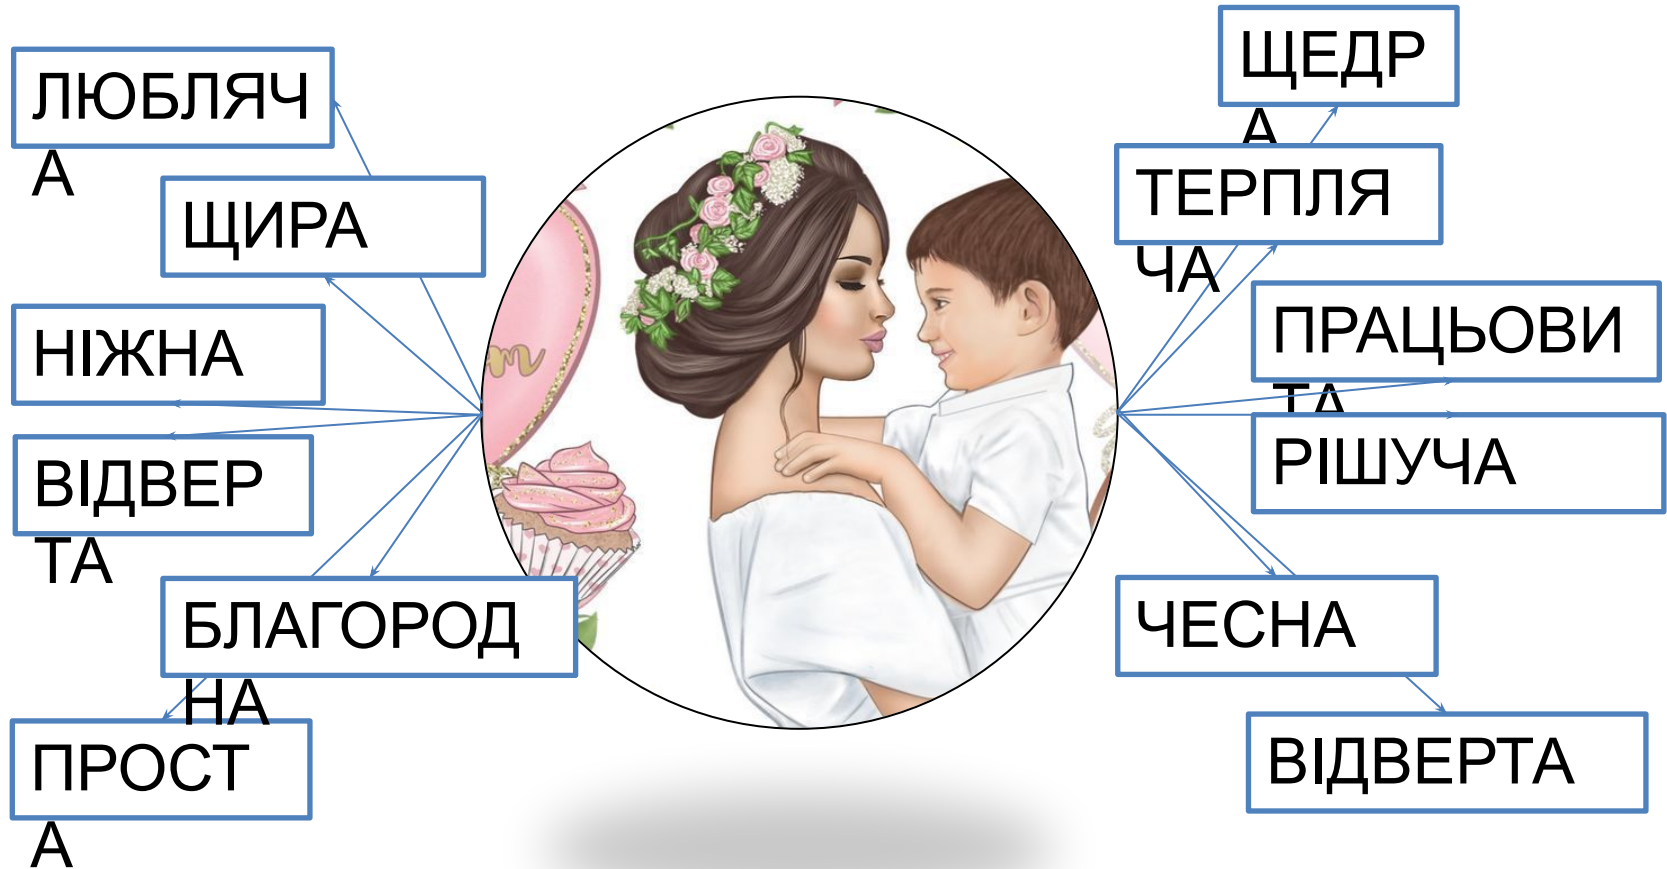 ЛЮБЛЯЧ
А
ЩИРА
НІЖНА
ВІДВЕР
ТА
БЛАГОРОД
НА
ПРОСТ
А
ЩЕДР
А
ТЕРПЛЯ
ЧА
ПРАЦЬОВИ
ТА
РІШУЧА
ЧЕСНА
ВІДВЕРТА